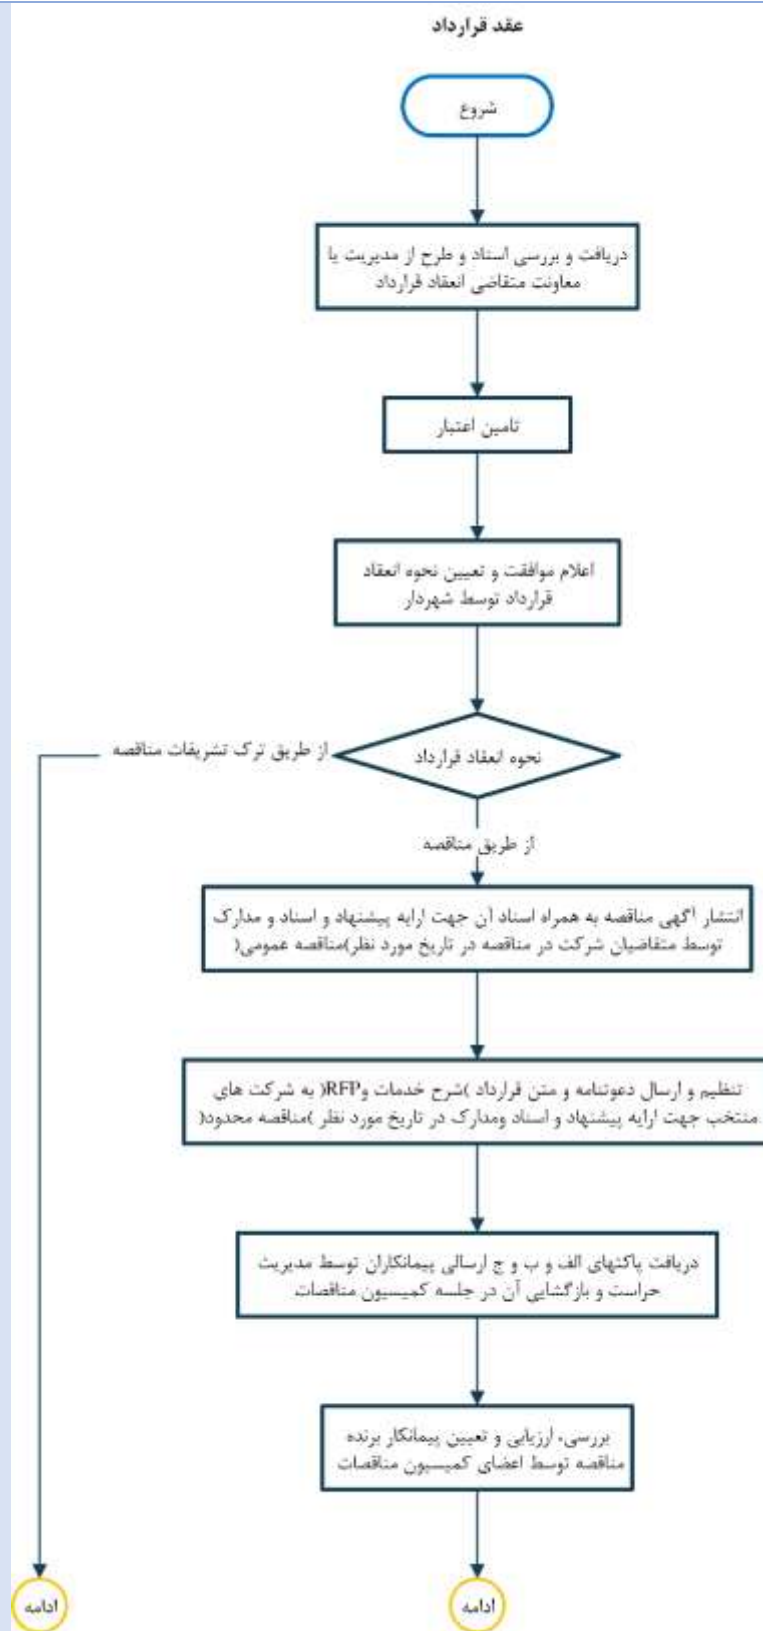 عقد قرارداد
شروع
دریافت و بررسی اسناد و طرح از مدیریت یا
معاونت متقاضی انعقاد قرارداد
تامین اعتبار
اعلام موافقت و تعیین نحوه انعقاد
قرارداد توسط شهردار
نحوه انعقاد قرارداد
از طریق ترک تشریفات مناقصه
از طریق مناقصه
انتشار آگهی مناقصه به همراه اسناد آن جهت ارایه پیشنهاد و اسناد و مدارک
توسط متقاضیان شرکت در مناقصه در تاریخ مورد نظر)مناقصه عمومی(
تنظیم و ارسال دعوتنامه و متن قرارداد )شرح خدمات وRFP( به شرکت های
منتخب جهت ارایه پیشنهاد و اسناد ومدارک در تاریخ مورد نظر )مناقصه محدود(
دریافت پاکتهای الف و ب و ج ارسالی پیمانکاران توسط مدیریت
حراست و بازگشایی آن در جلسه کمیسیون مناقصات
بررسی، ارزیابی و تعیین پیمانکار برنده
مناقصه توسط اعضای کمیسیون مناقصات
ادامه
ادامه